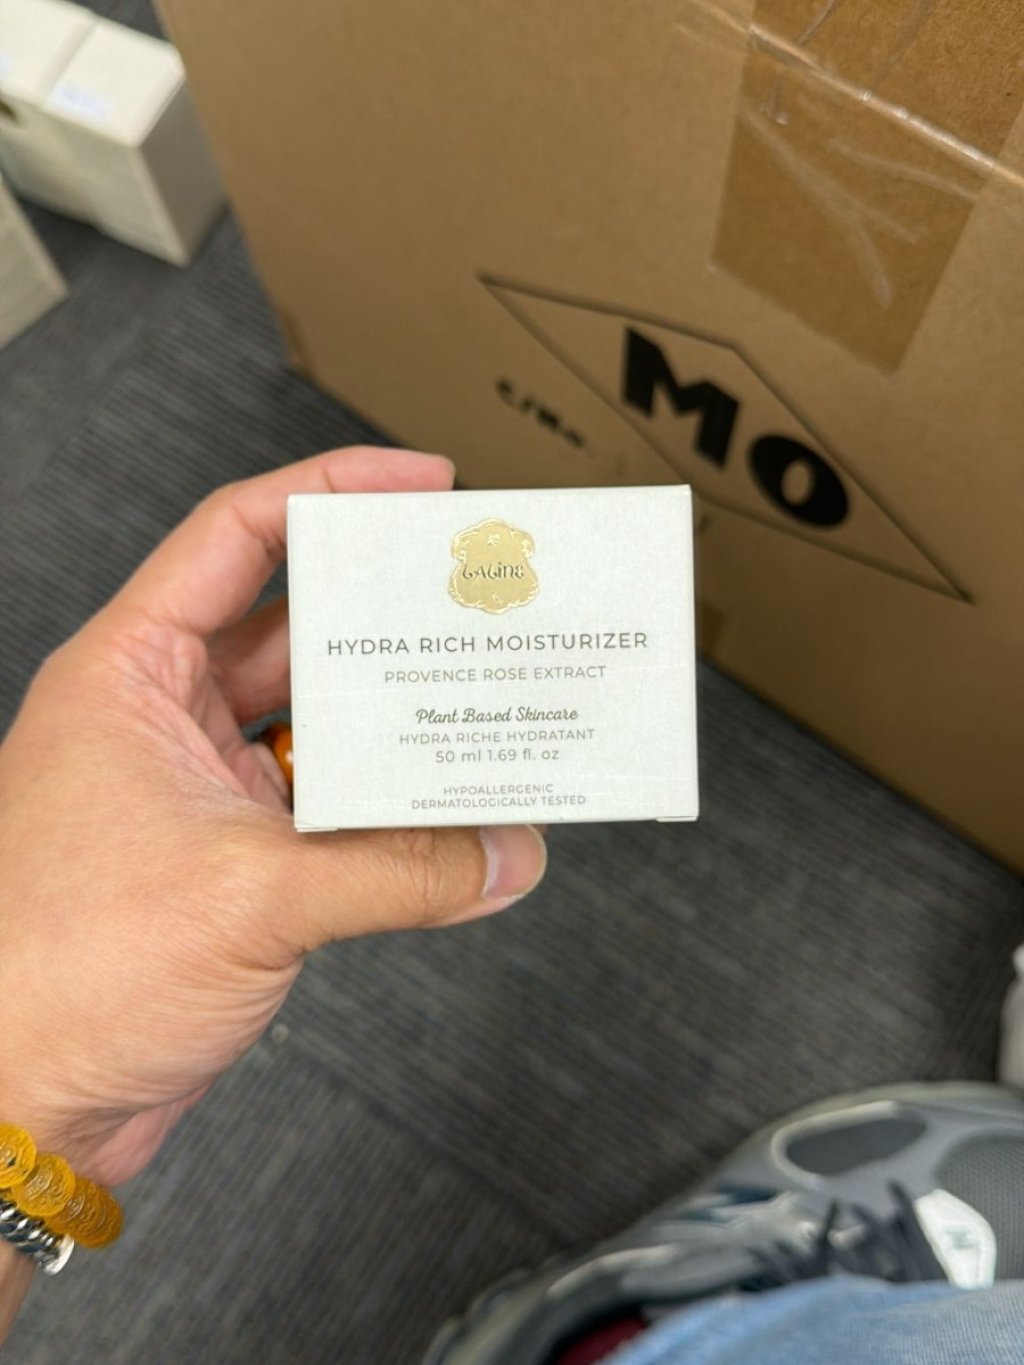 MO
Laline
HYDRA RICH MOISTURIZER
PROVENCE ROSE EXTRACT
Plant Based Skincare
HYDRA RICHE HYDRATANT
50 ml 1.69 fl. oz
HYPOALLERGENIC
DERMATOLOGICALLY TESTED